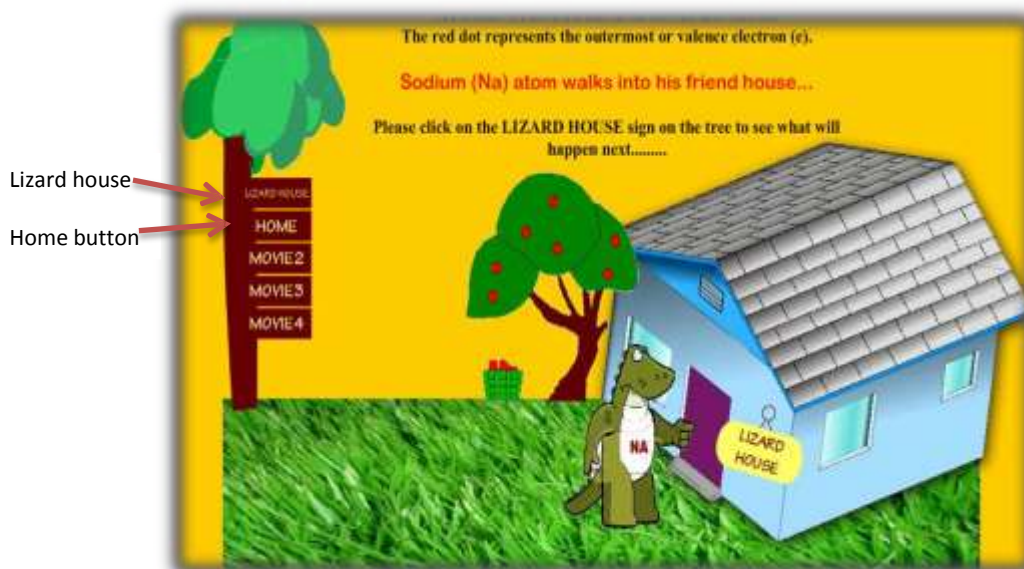 The red dot represents the outermost or valence electron (e).
Sodium (Na) atom walks into his friend house...
Please click on the LIZARD HOUSE sign on the tree to see what will
happen next.........
Lizard house
Home button
LIZARD HOUSE
HOME
MOVIE2
MOVIE3
MOVIE4
NA
LIZARD
HOUSE